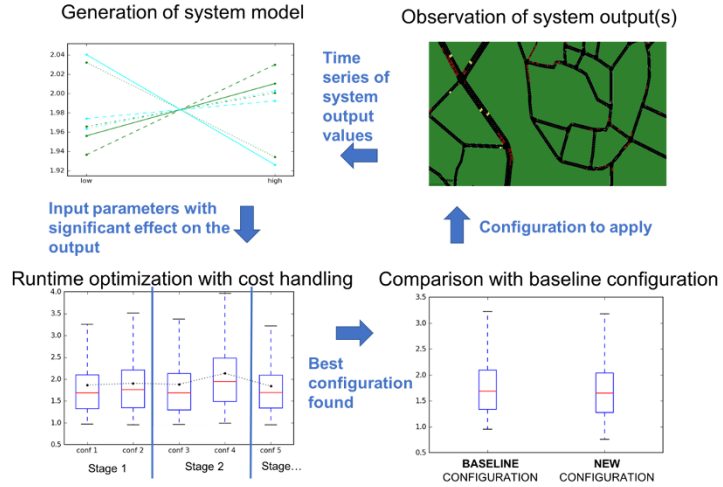 Generation of system model
Observation of system output(s)
2.04
2.02
2.00
1.98
1.96
1.94
1.92
low
high
Time
series of
system
output
values
Input parameters with
significant effect on the
output
Configuration to apply
Runtime optimization with cost handling
Comparison with baseline configuration
4.0
3.5
3.0
2.5
2.0
1.5
1.0
0.5
conf 1
conf 2
conf 3
conf 4
conf 5
Stage 1
Stage 2
Stage...
Best
configuration
found
3.5
3.0
2.5
2.0
1.5
1.0
0.5
BASELINE
CONFIGURATION
NEW
CONFIGURATION